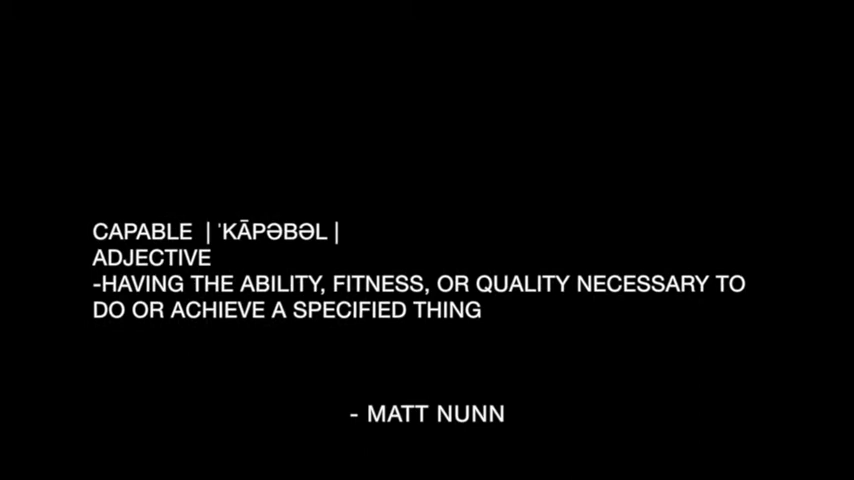 CAPABLE | ˈKĀPƏBƏL |
ADJECTIVE
-HAVING THE ABILITY, FITNESS, OR QUALITY NECESSARY TO
DO OR ACHIEVE A SPECIFIED THING
- MATT NUNN